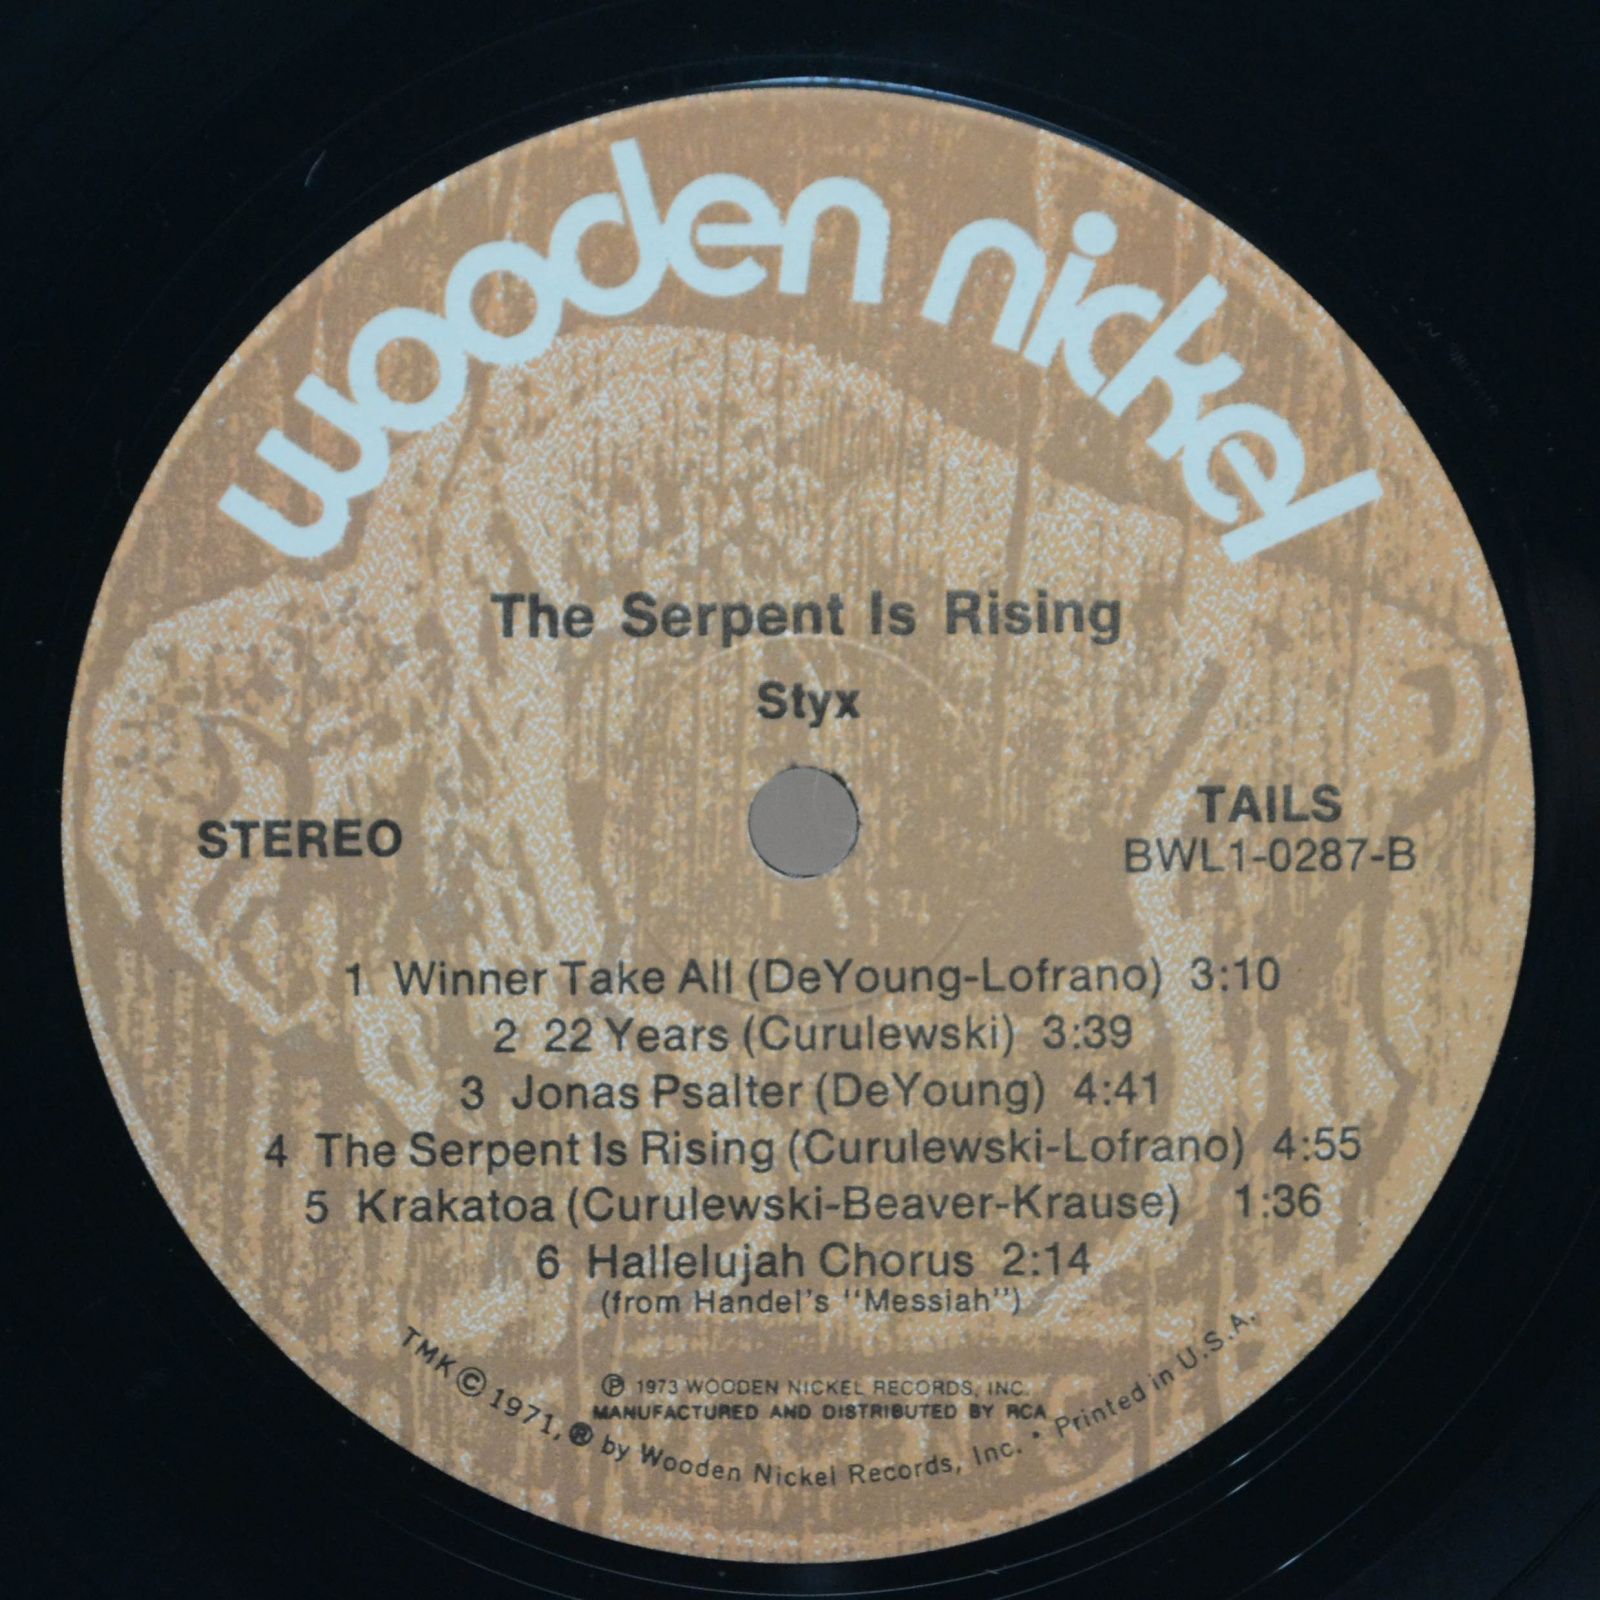 wooden nickel
The Serpent Is Rising
Styx
STEREO
TAILS
BWL1-0287-B
1 Winner Take All (DeYoung-Lofrano) 3:10
2 22 Years (Curulewski) 3:39
3 Jonas Psalter (DeYoung) 4:41
4 The Serpent Is Rising (Curulewski-Lofrano) 4:55
5 Krakatoa (Curulewski-Beaver-Krause) 1:36
6 Hallelujah Chorus 2:14
(from Handel's "Messiah")
℗ 1973 WOODEN NICKEL RECORDS, INC.
MANUFACTURED AND DISTRIBUTED BY RCA
TMK © 1971, ® by Wooden Nickel Records, Inc. • Printed in U.S.A.